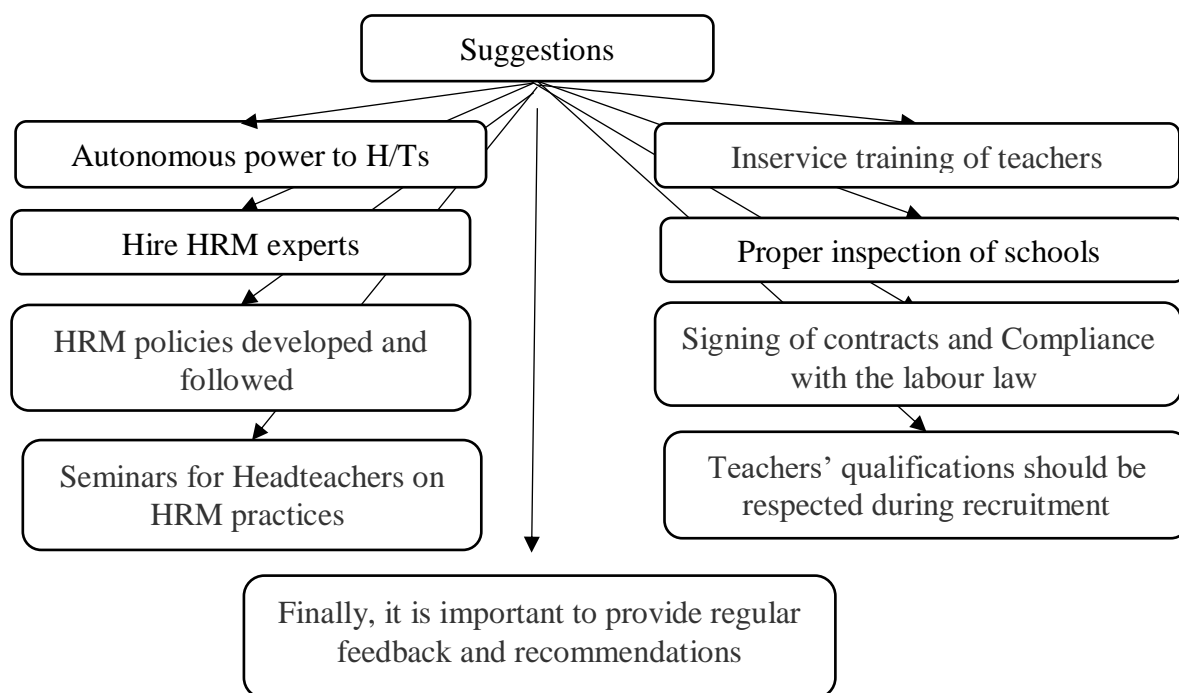 Suggestions
Autonomous power to H/Ts
Hire HRM experts
HRM policies developed and
followed
Seminars for Headteachers on
HRM practices
Inservice training of teachers
Proper inspection of schools
Signing of contracts and Compliance
with the labour law
Teachers’ qualifications should be
respected during recruitment
Finally, it is important to provide regular
feedback and recommendations